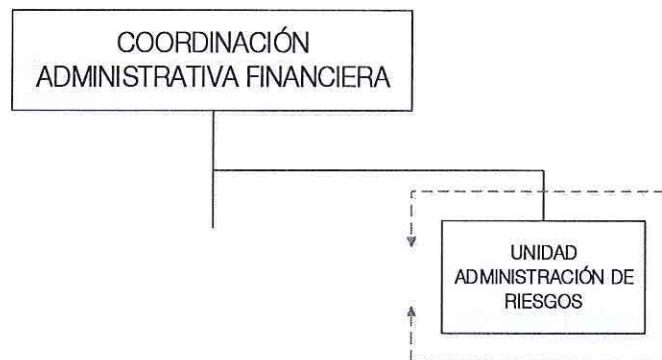 COORDINACIÓN
ADMINISTRATIVA FINANCIERA
UNIDAD
ADMINISTRACIÓN DE
RIESGOS